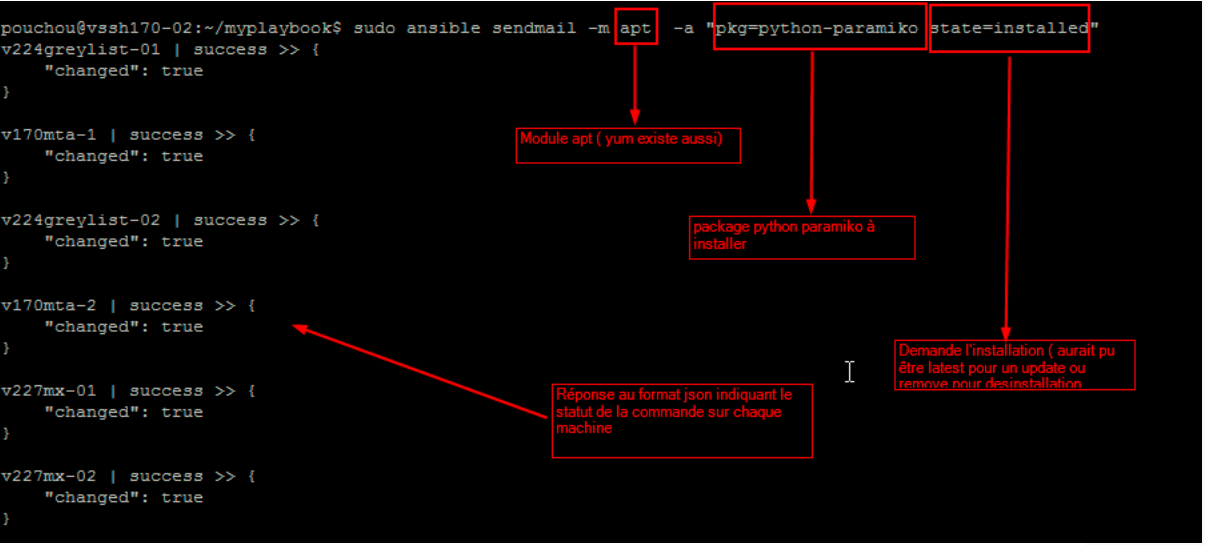 pouchou@vssh170-02:~/myplaybook$ sudo ansible sendmail -m apt -a "pkg=python-paramiko state=installed"
v224greylist-01 | success >> {
"changed": true
}
v170mta-1 | success >> {
"changed": true
}
v224greylist-02 | success >> {
"changed": true
}
v170mta-2 | success >> {
"changed": true
}
v227mx-01 | success >> {
"changed": true
}
v227mx-02 | success >> {
"changed": true
}
Module apt ( yum existe aussi)
package python paramiko à
installer
Demande l'installation ( aurait pu
être latest pour un update ou
remove pour desinstallation
Réponse au format json indiquant le
statut de la commande sur chaque
machine